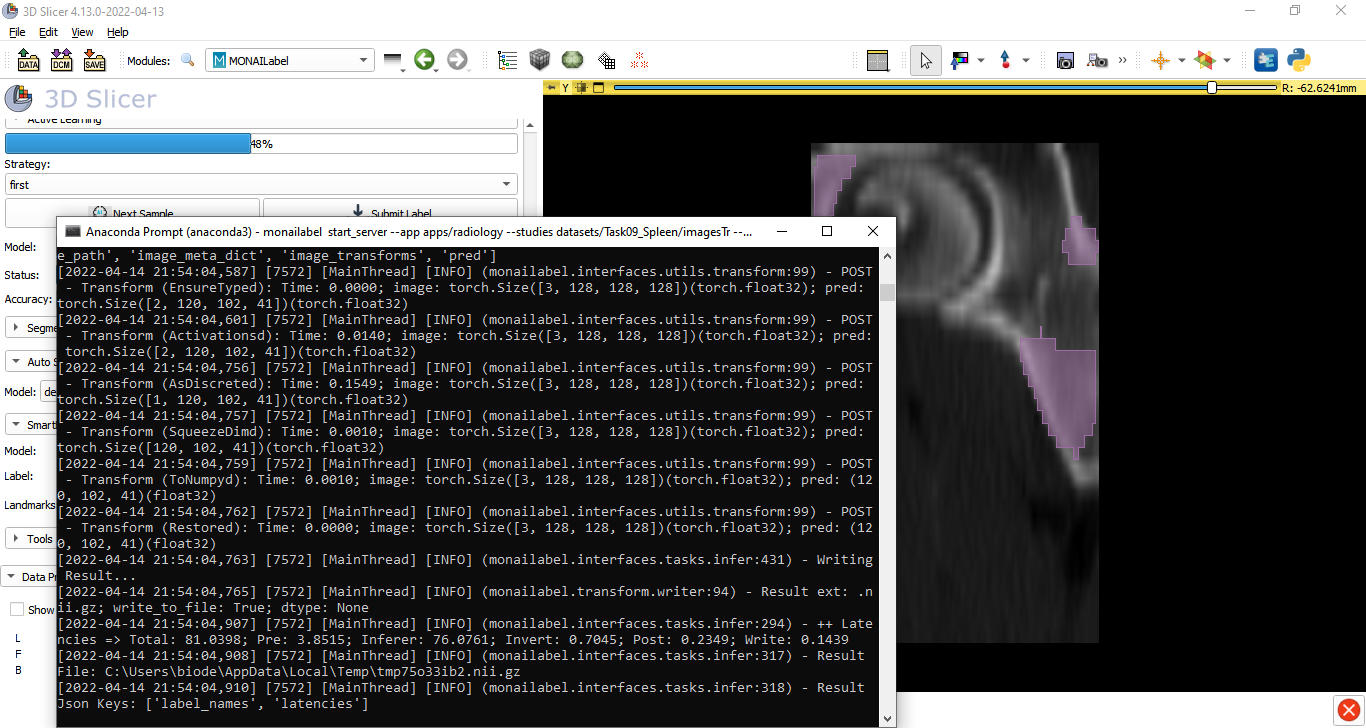 3D Slicer 4.13.0-2022-04-13
File Edit View Help
DATA DCM SAVE Modules: MONAILabel
3D Slicer
Y R: -62.6241mm
Active Learning
48%
Strategy:
first
Next Sample Submit Label
Model:
Status:
Accuracy:
Segme
Auto S
Model: de
Smart
Model:
Label:
Landmarks
Tools
Data Pr
Show
L
F
B
Anaconda Prompt (anaconda3) - monailabel start_server --app apps/radiology --studies datasets/Task09_Spleen/imagesTr --...
e_path', 'image_meta_dict', 'image_transforms', 'pred']
[2022-04-14 21:54:04,587] [7572] [MainThread] [INFO] (monailabel.interfaces.utils.transform:99) - POST
- Transform (EnsureTyped): Time: 0.0000; image: torch.Size([3, 128, 128, 128])(torch.float32); pred:
torch.Size([2, 120, 102, 41])(torch.float32)
[2022-04-14 21:54:04,601] [7572] [MainThread] [INFO] (monailabel.interfaces.utils.transform:99) - POST
- Transform (Activationsd): Time: 0.0140; image: torch.Size([3, 128, 128, 128])(torch.float32); pred:
torch.Size([2, 120, 102, 41])(torch.float32)
[2022-04-14 21:54:04,756] [7572] [MainThread] [INFO] (monailabel.interfaces.utils.transform:99) - POST
- Transform (AsDiscreted): Time: 0.1549; image: torch.Size([3, 128, 128, 128])(torch.float32); pred:
torch.Size([1, 120, 102, 41])(torch.float32)
[2022-04-14 21:54:04,757] [7572] [MainThread] [INFO] (monailabel.interfaces.utils.transform:99) - POST
- Transform (SqueezeDimd): Time: 0.0010; image: torch.Size([3, 128, 128, 128])(torch.float32); pred:
torch.Size([120, 102, 41])(torch.float32)
[2022-04-14 21:54:04,759] [7572] [MainThread] [INFO] (monailabel.interfaces.utils.transform:99) - POST
- Transform (ToNumpyd): Time: 0.0010; image: torch.Size([3, 128, 128, 128])(torch.float32); pred: (12
0, 102, 41)(float32)
[2022-04-14 21:54:04,762] [7572] [MainThread] [INFO] (monailabel.interfaces.utils.transform:99) - POST
- Transform (Restored): Time: 0.0000; image: torch.Size([3, 128, 128, 128])(torch.float32); pred: (12
0, 102, 41)(float32)
[2022-04-14 21:54:04,763] [7572] [MainThread] [INFO] (monailabel.interfaces.tasks.infer:431) - Writing
Result...
[2022-04-14 21:54:04,765] [7572] [MainThread] [INFO] (monailabel.transform.writer:94) - Result ext: .n
ii.gz; write_to_file: True; dtype: None
[2022-04-14 21:54:04,907] [7572] [MainThread] [INFO] (monailabel.interfaces.tasks.infer:294) - ++ Late
ncies => Total: 81.0398; Pre: 3.8515; Inferer: 76.0761; Invert: 0.7045; Post: 0.2349; Write: 0.1439
[2022-04-14 21:54:04,908] [7572] [MainThread] [INFO] (monailabel.interfaces.tasks.infer:317) - Result
File: C:\Users\biode\AppData\Local\Temp\tmp75o33ib2.nii.gz
[2022-04-14 21:54:04,910] [7572] [MainThread] [INFO] (monailabel.interfaces.tasks.infer:318) - Result
Json Keys: ['label_names', 'latencies']